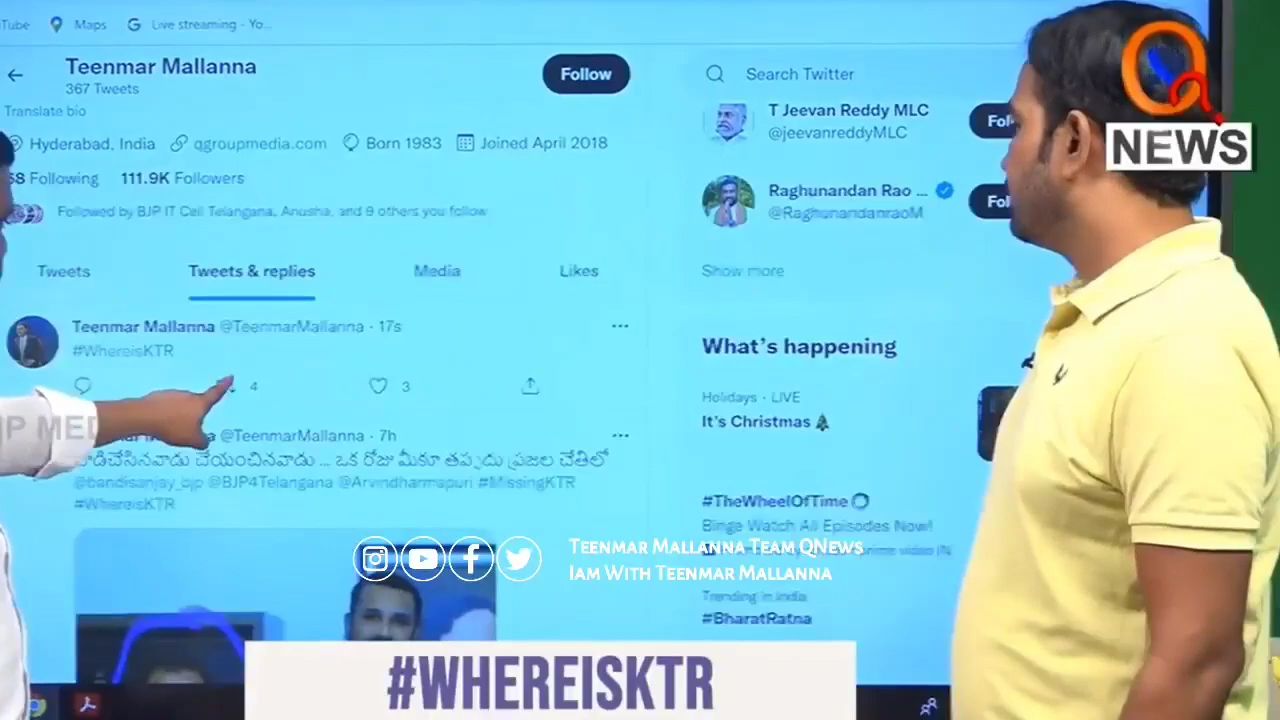 Tube Maps Live streaming - Yo...
Teenmar Mallanna
367 Tweets
Follow
Search Twitter
Translate bio
Hyderabad, India qgroupmedia.com Born 1983 Joined April 2018
Following 111.9K Followers
Followed by BJP IT Cell Telangana, Anusha, and 9 others you follow
Tweets Tweets & replies Media Likes
Teenmar Mallanna @TeenmarMallanna · 17s
#WhereisKTR
4 3
@TeenmarMallanna · 7h
చేయించినవాడు ... ఒక రోజు మీకూ తప్పదు ప్రజల చేతిలో
@bandisanjay_bjp @BJP4Telangana @Arvindharmapuri #MissingKTR
#WhereisKTR
T Jeevan Reddy MLC
@jeevanreddyMLC
Fol
Raghunandan Rao ...
@RaghunandanraoM
Fol
Show more
What's happening
Holidays · LIVE
It's Christmas
#TheWheelOfTime
Binge Watch All Episodes Now!
Trending in India
#BharatRatna
Q
NEWS
Teenmar Mallanna Team QNews
Iam With Teenmar Mallanna
#WHEREISKTR